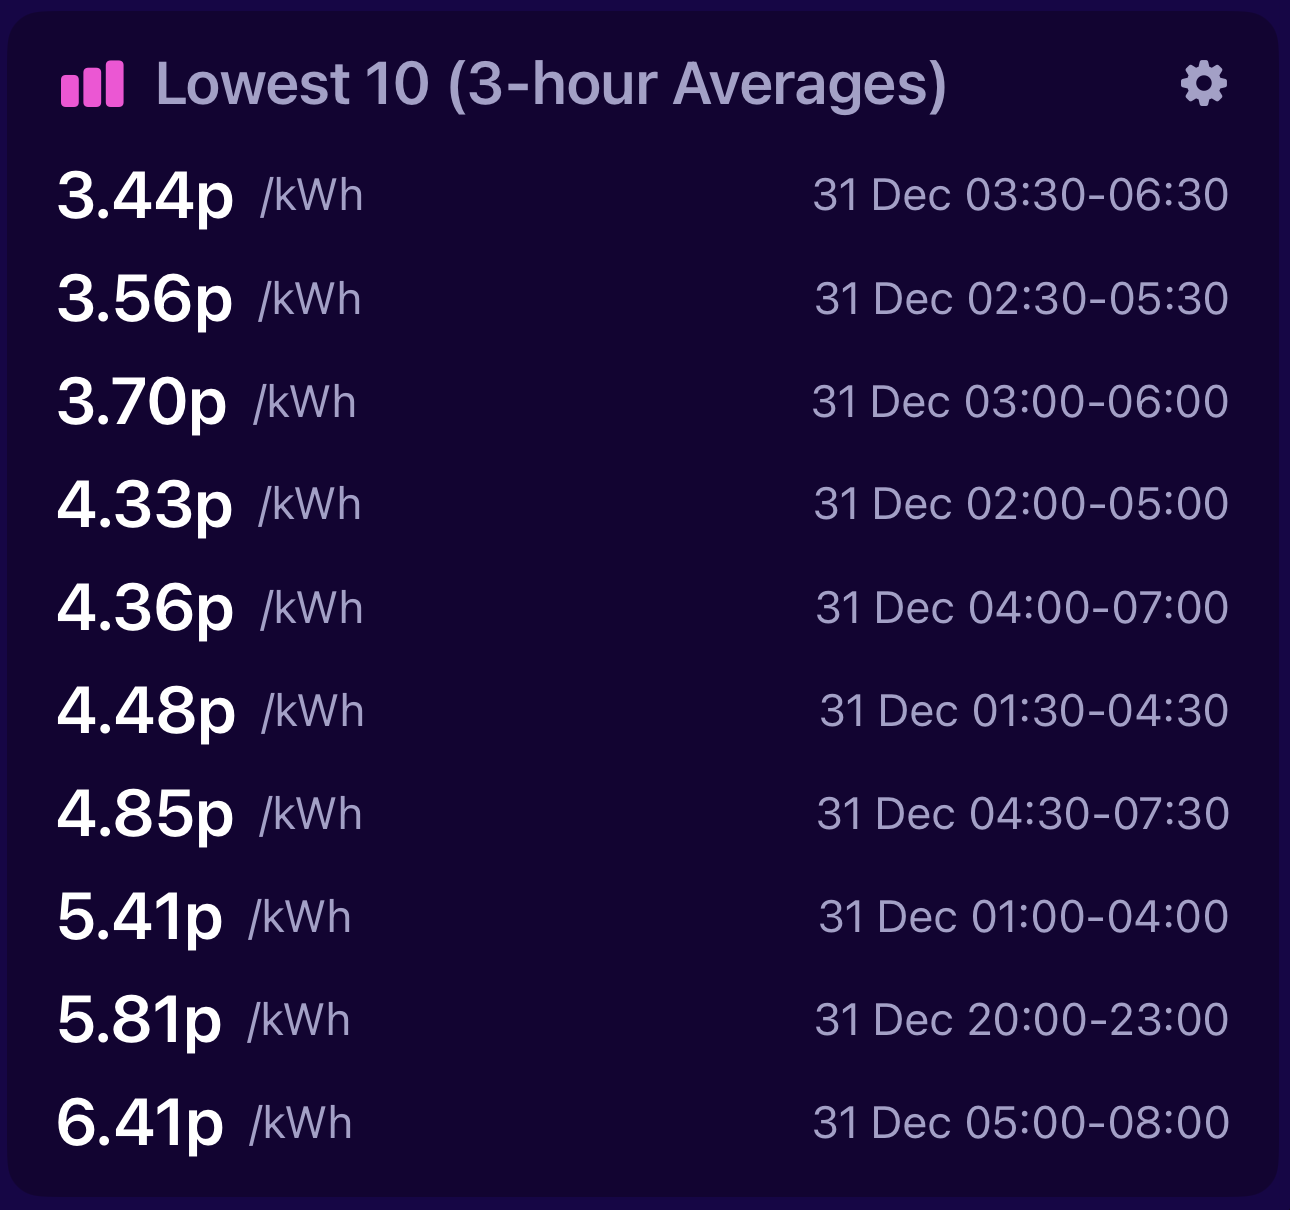 Lowest 10 (3-hour Averages)
3.44p /kWh 31 Dec 03:30-06:30
3.56p /kWh 31 Dec 02:30-05:30
3.70p /kWh 31 Dec 03:00-06:00
4.33p /kWh 31 Dec 02:00-05:00
4.36p /kWh 31 Dec 04:00-07:00
4.48p /kWh 31 Dec 01:30-04:30
4.85p /kWh 31 Dec 04:30-07:30
5.41p /kWh 31 Dec 01:00-04:00
5.81p /kWh 31 Dec 20:00-23:00
6.41p /kWh 31 Dec 05:00-08:00